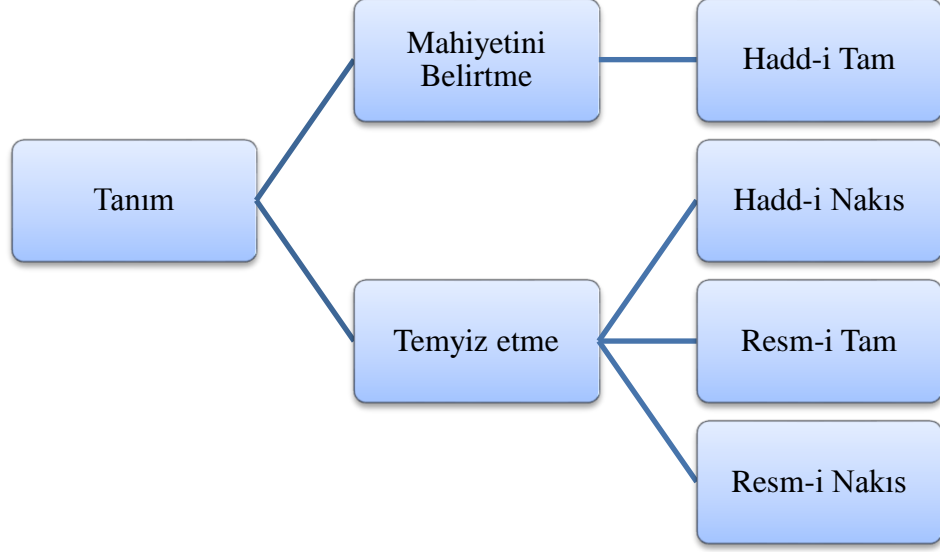 Tanım
Mahiyetini
Belirtme
Hadd-i Tam
Temyiz etme
Hadd-i Nakıs
Resm-i Tam
Resm-i Nakıs